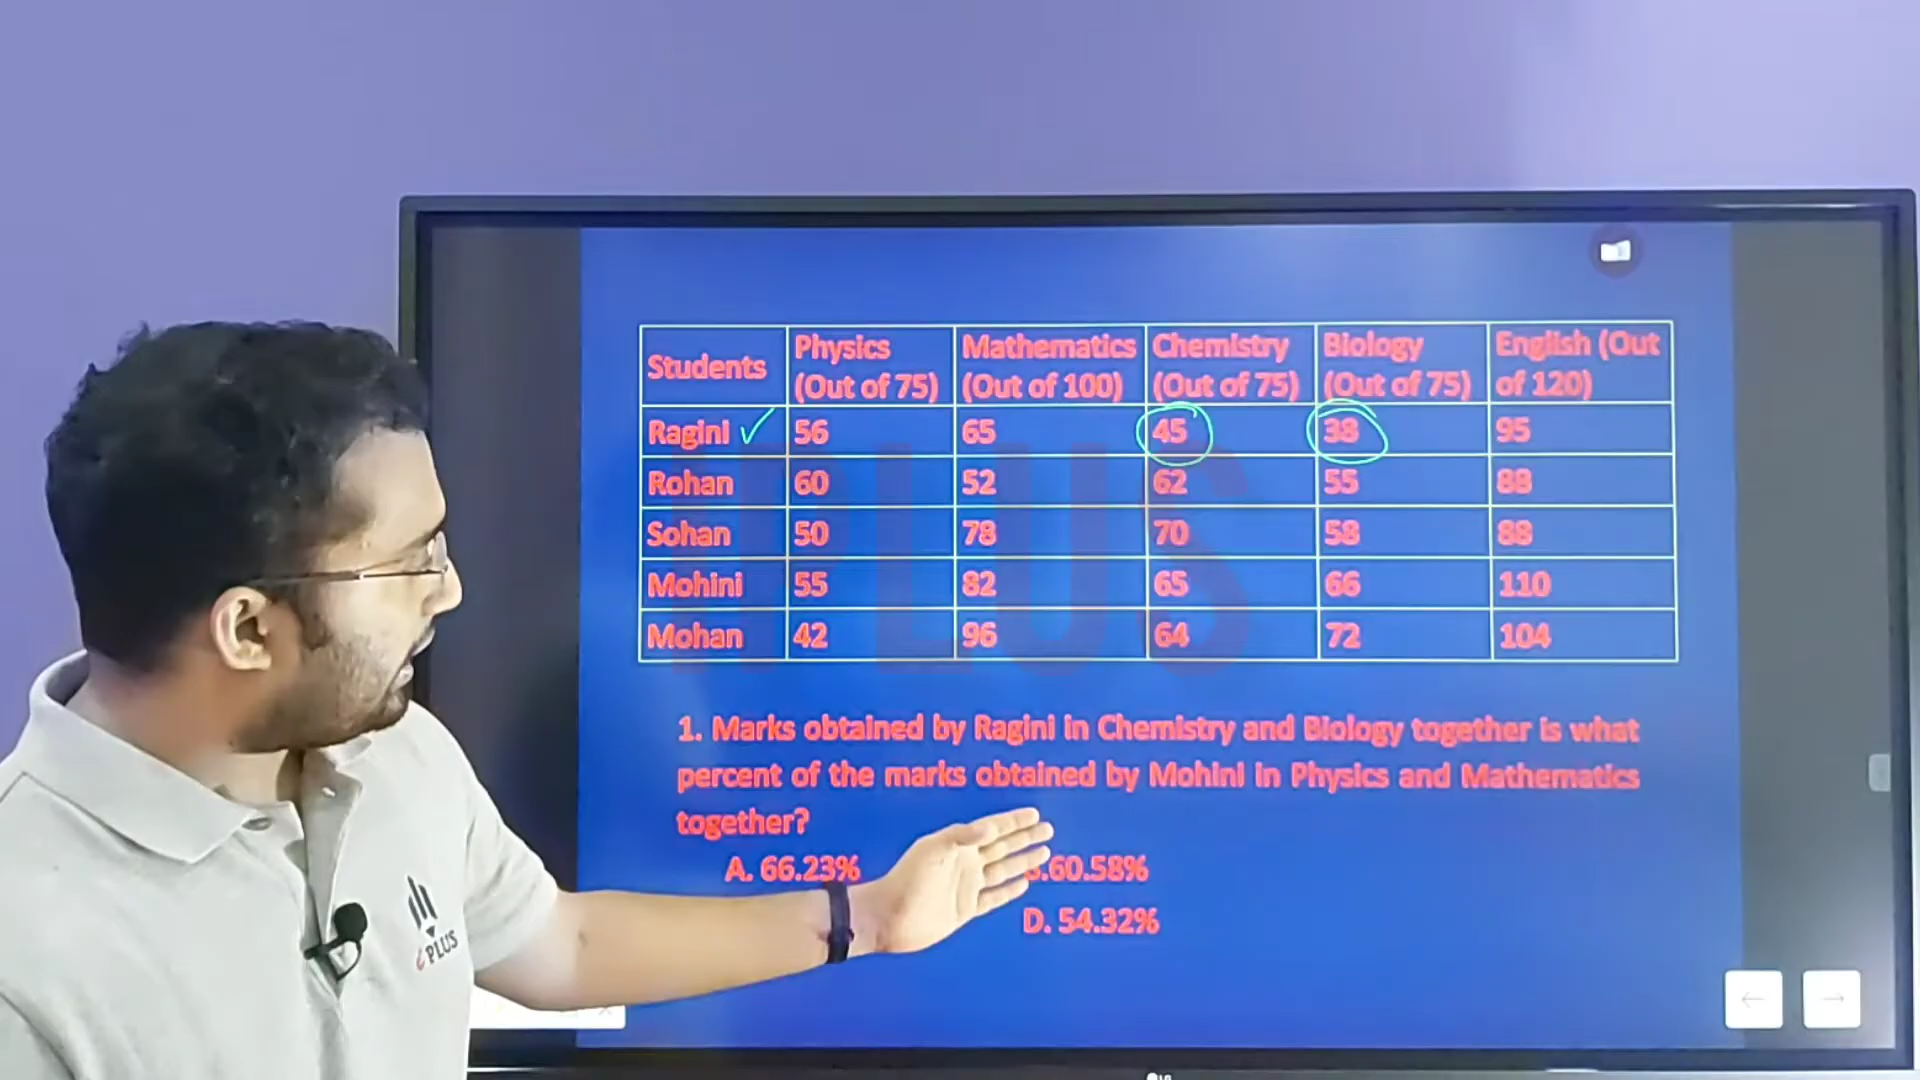 Students Physics (Out of 75) Mathematics (Out of 100) Chemistry (Out of 75) Biology (Out of 75) English (Out of 120)
Ragini 56 65 45 38 95
Rohan 60 52 62 55 88
Sohan 50 78 70 58 88
Mohini 55 82 65 66 110
Mohan 42 96 64 72 104
1. Marks obtained by Ragini in Chemistry and Biology together is what
percent of the marks obtained by Mohini in Physics and Mathematics
together?
A. 66.23% 60.58%
D. 54.32%
PLUS
ePLUS
LG